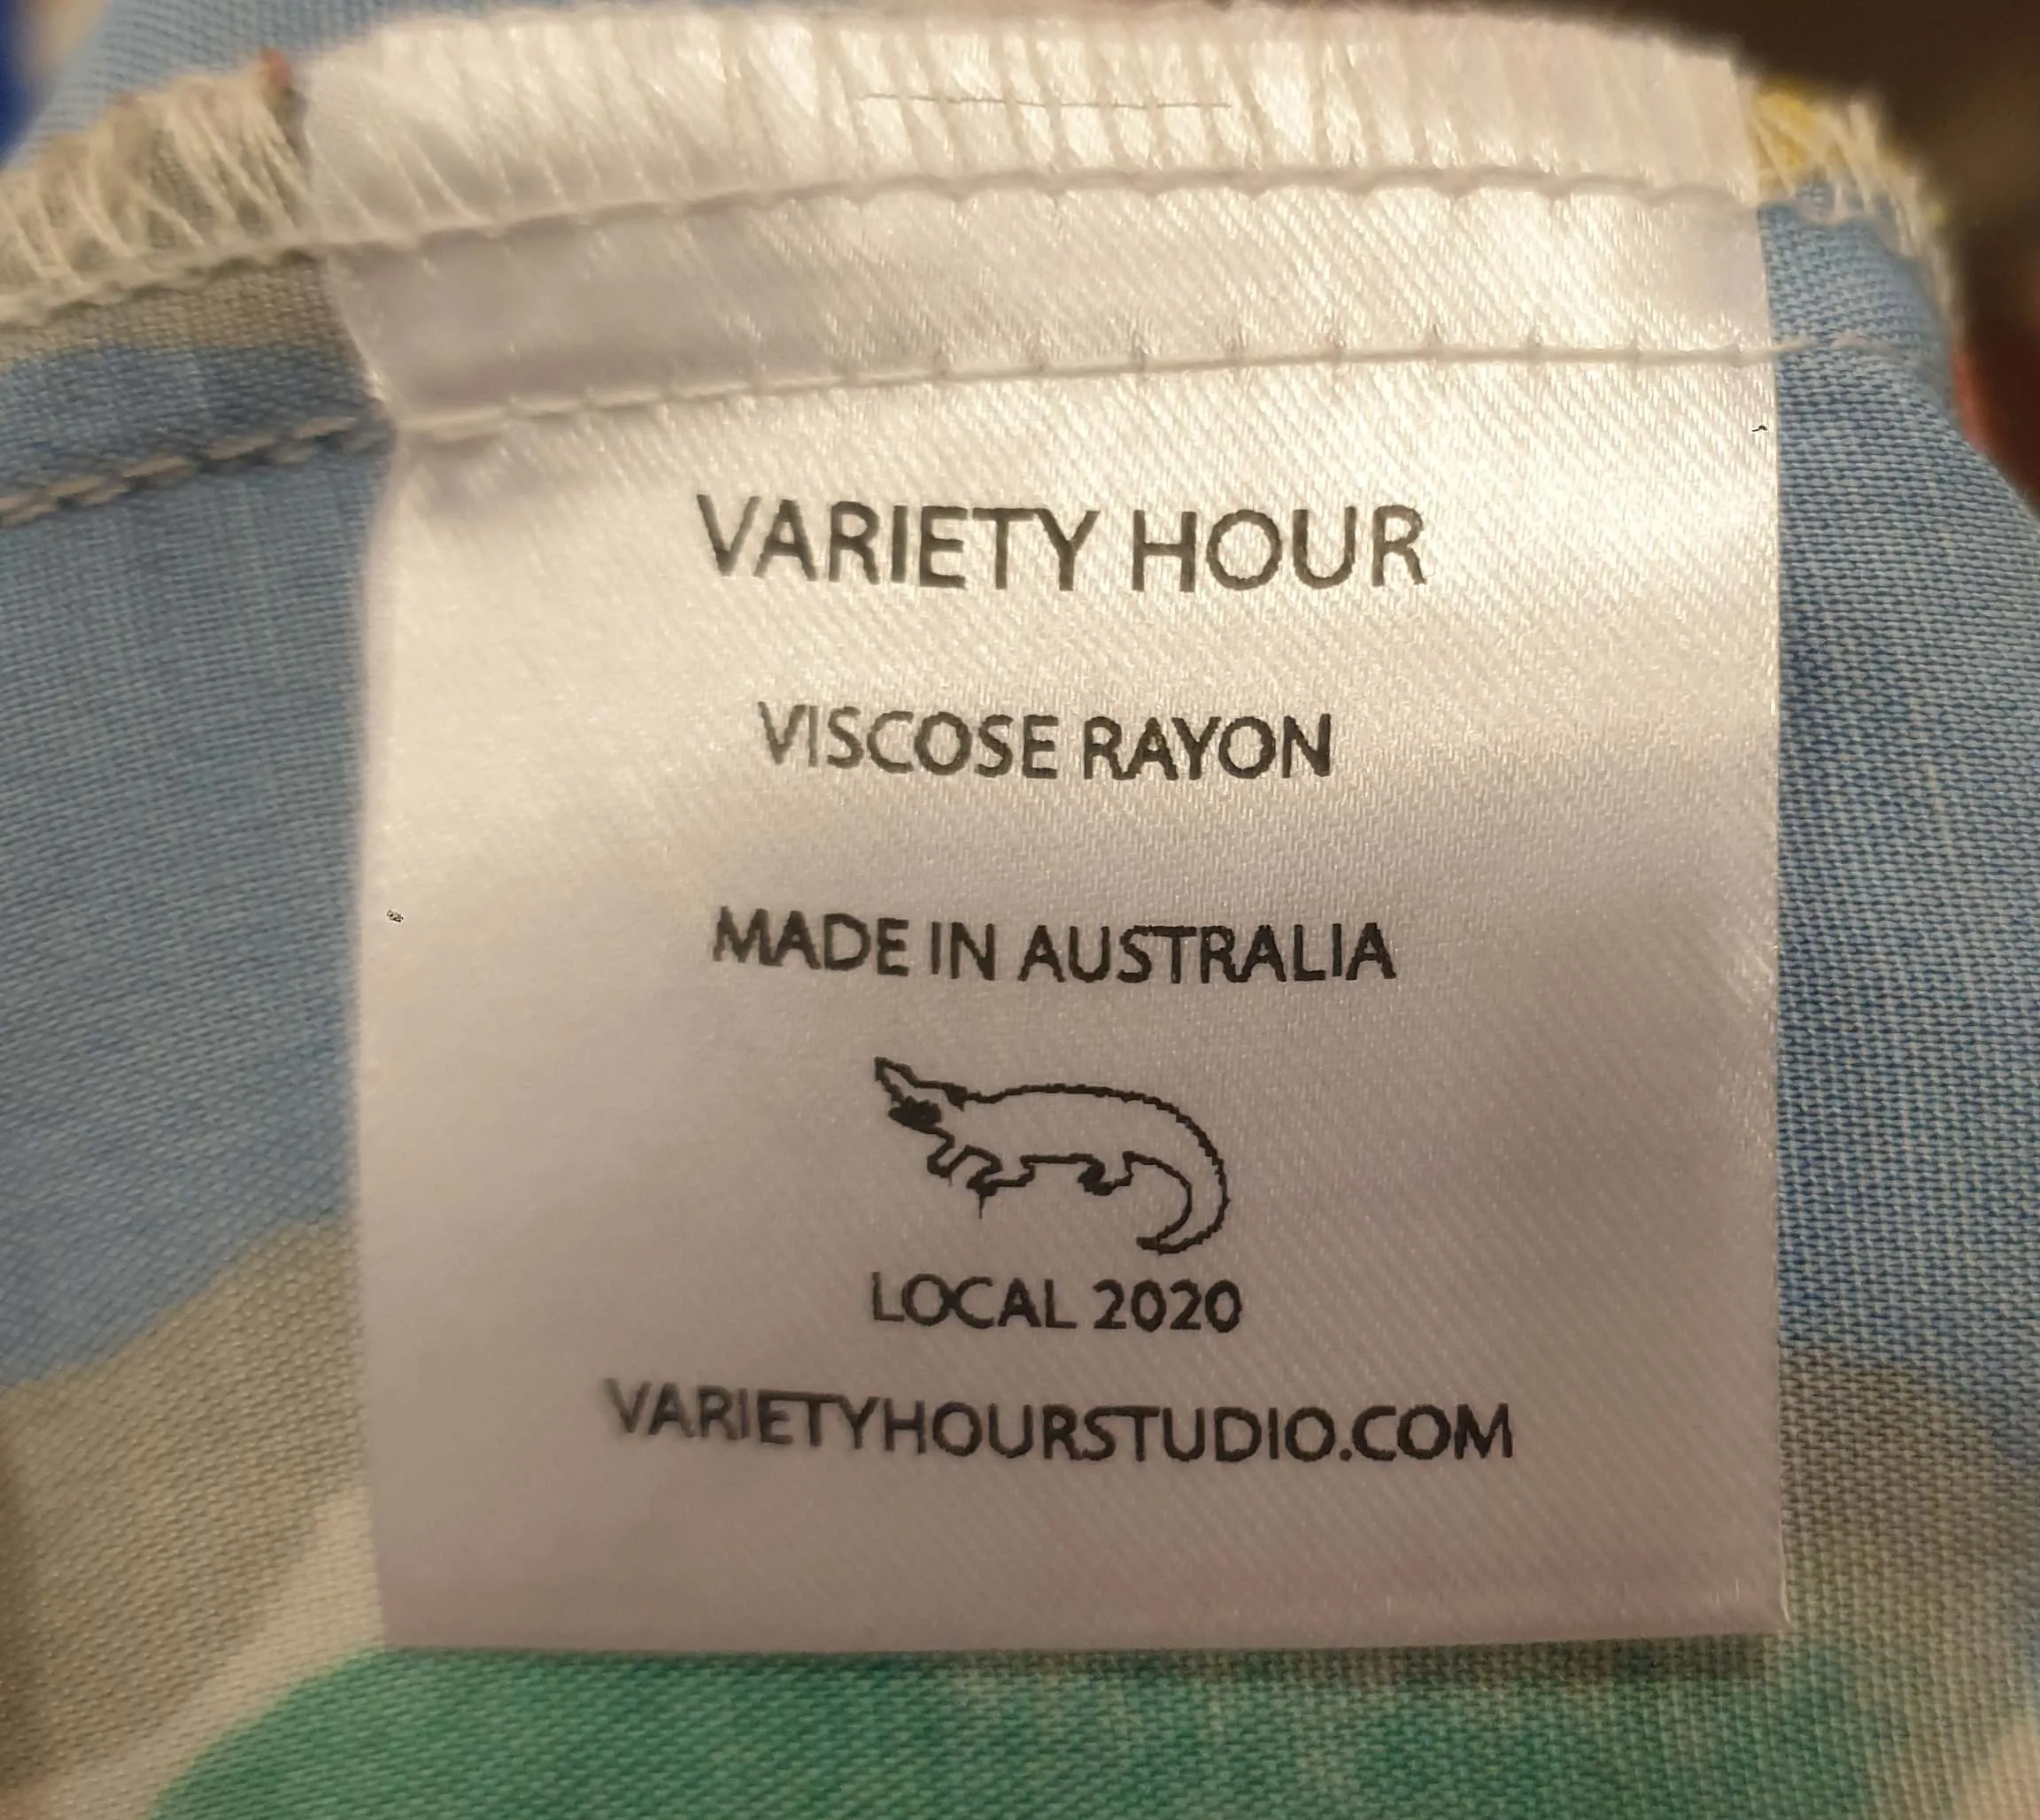 VARIETY HOUR
VISCOSE RAYON
MADE IN AUSTRALIA
LOCAL 2020
VARIETYHOURSTUDIO.COM